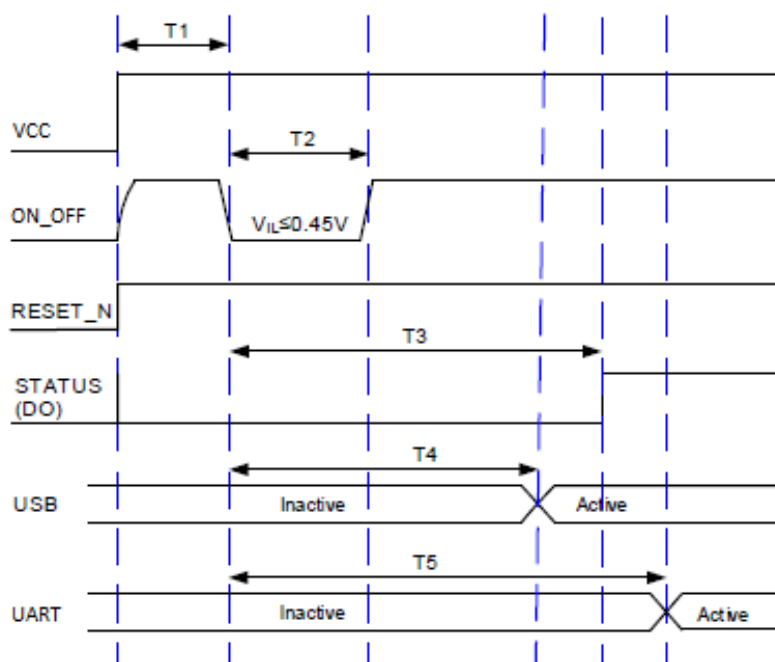 T1
VCC
T2
ON_OFF
VIL≤0.45V
RESET_N
T3
STATUS
(DO)
T4
USB
Inactive
Active
T5
UART
Inactive
Active